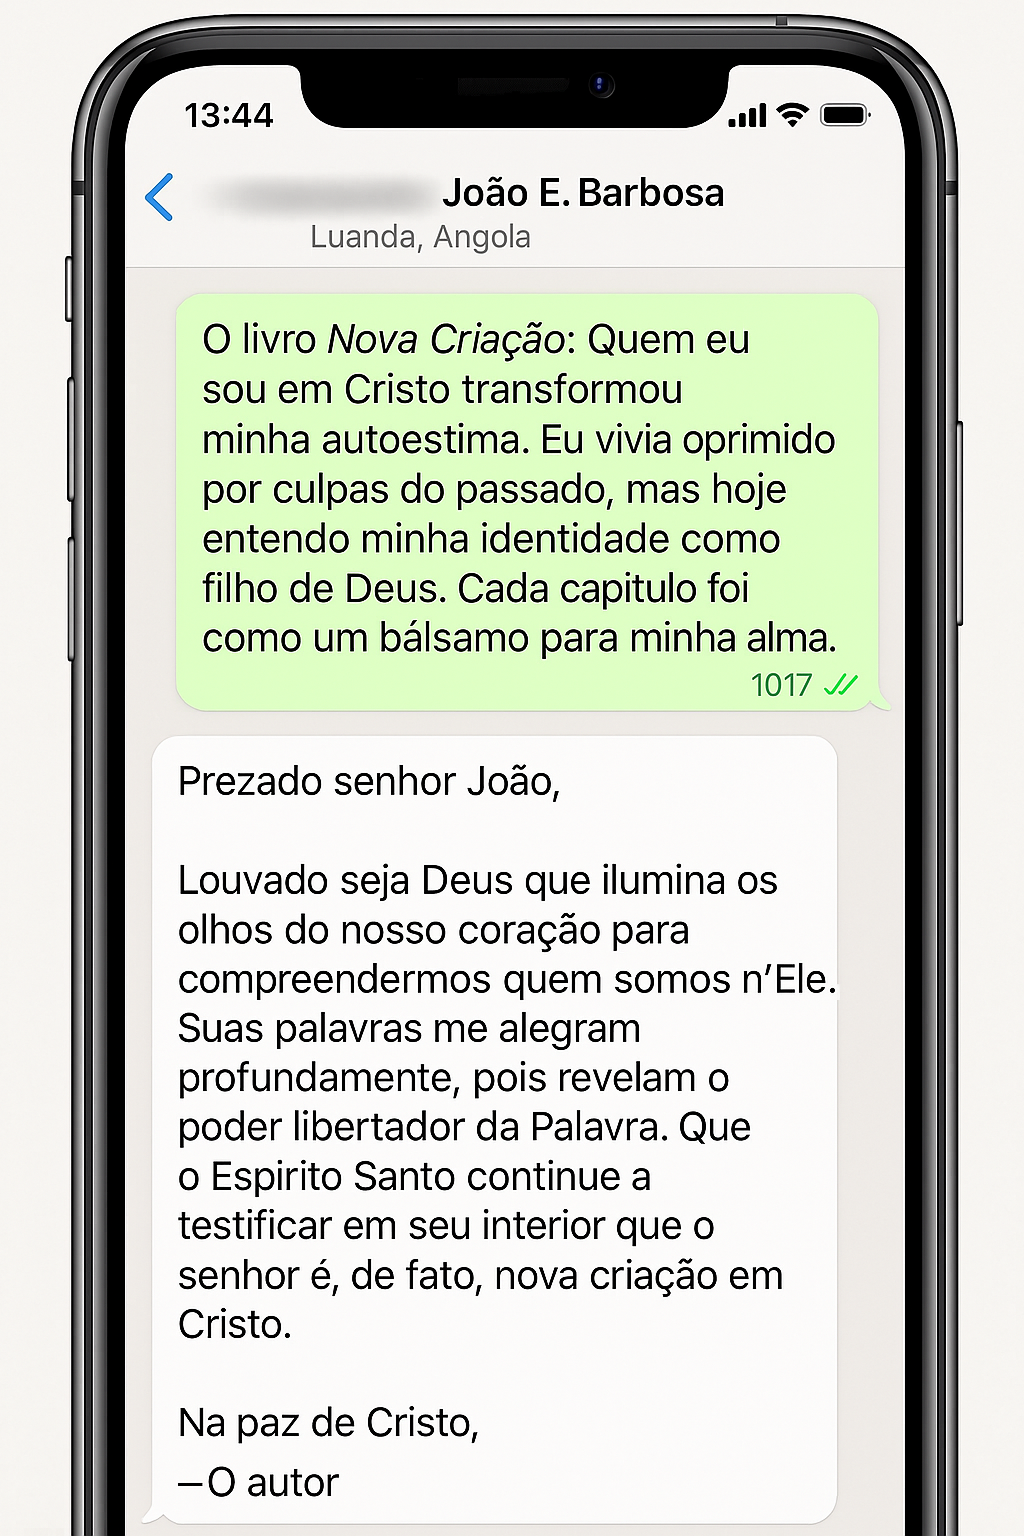 13:44
João E. Barbosa
Luanda, Angola
O livro Nova Criação: Quem eu
sou em Cristo transformou
minha autoestima. Eu vivia oprimido
por culpas do passado, mas hoje
entendo minha identidade como
filho de Deus. Cada capitulo foi
como um bálsamo para minha alma.
1017
Prezado senhor João,
Louvado seja Deus que ilumina os
olhos do nosso coração para
compreendermos quem somos n’Ele.
Suas palavras me alegram
profundamente, pois revelam o
poder libertador da Palavra. Que
o Espirito Santo continue a
testificar em seu interior que o
senhor é, de fato, nova criação em
Cristo.
Na paz de Cristo,
–O autor